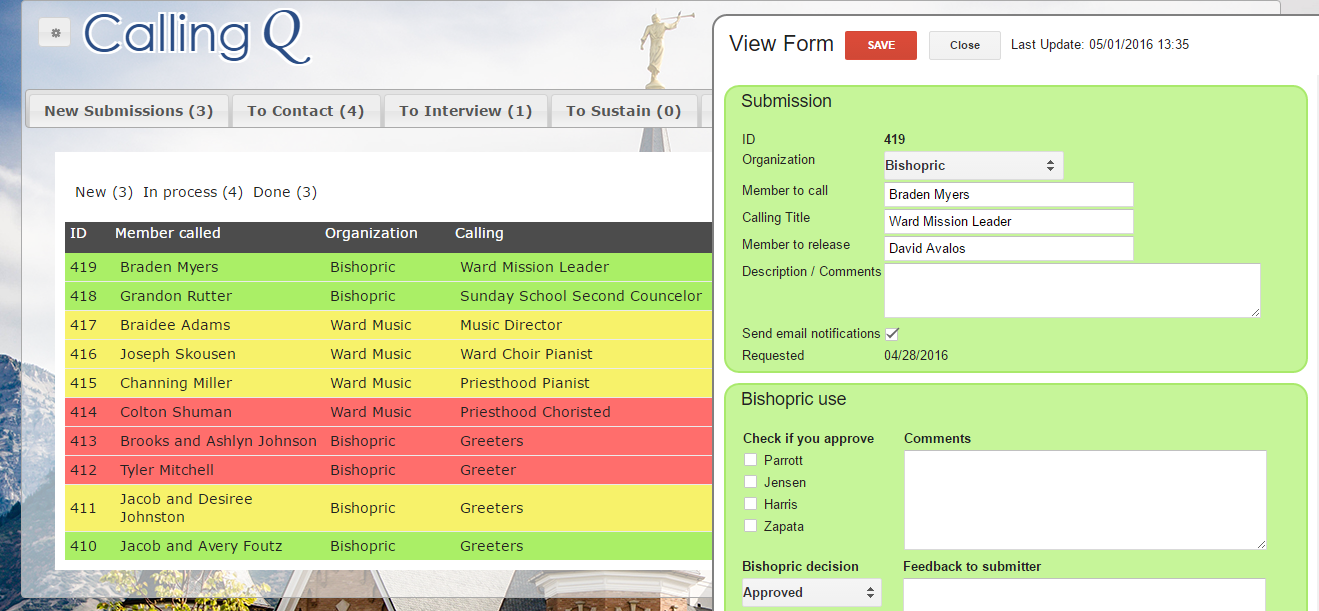 Calling Q
New Submissions (3) To Contact (4) To Interview (1) To Sustain (0)
New (3) In process (4) Done (3)
ID Member called Organization Calling
419 Braden Myers Bishopric Ward Mission Leader
418 Grandon Rutter Bishopric Sunday School Second Councelor
417 Braidee Adams Ward Music Music Director
416 Joseph Skousen Ward Music Ward Choir Pianist
415 Channing Miller Ward Music Priesthood Pianist
414 Colton Shuman Ward Music Priesthood Choristed
413 Brooks and Ashlyn Johnson Bishopric Greeters
412 Tyler Mitchell Bishopric Greeter
411 Jacob and Desiree Johnston Bishopric Greeters
410 Jacob and Avery Foutz Bishopric Greeters
View Form SAVE Close Last Update: 05/01/2016 13:35
Submission
ID 419
Organization Bishopric
Member to call Braden Myers
Calling Title Ward Mission Leader
Member to release David Avalos
Description / Comments
Send email notifications
Requested 04/28/2016
Bishopric use
Check if you approve Comments
Parrott
Jensen
Harris
Zapata
Bishopric decision Feedback to submitter
Approved